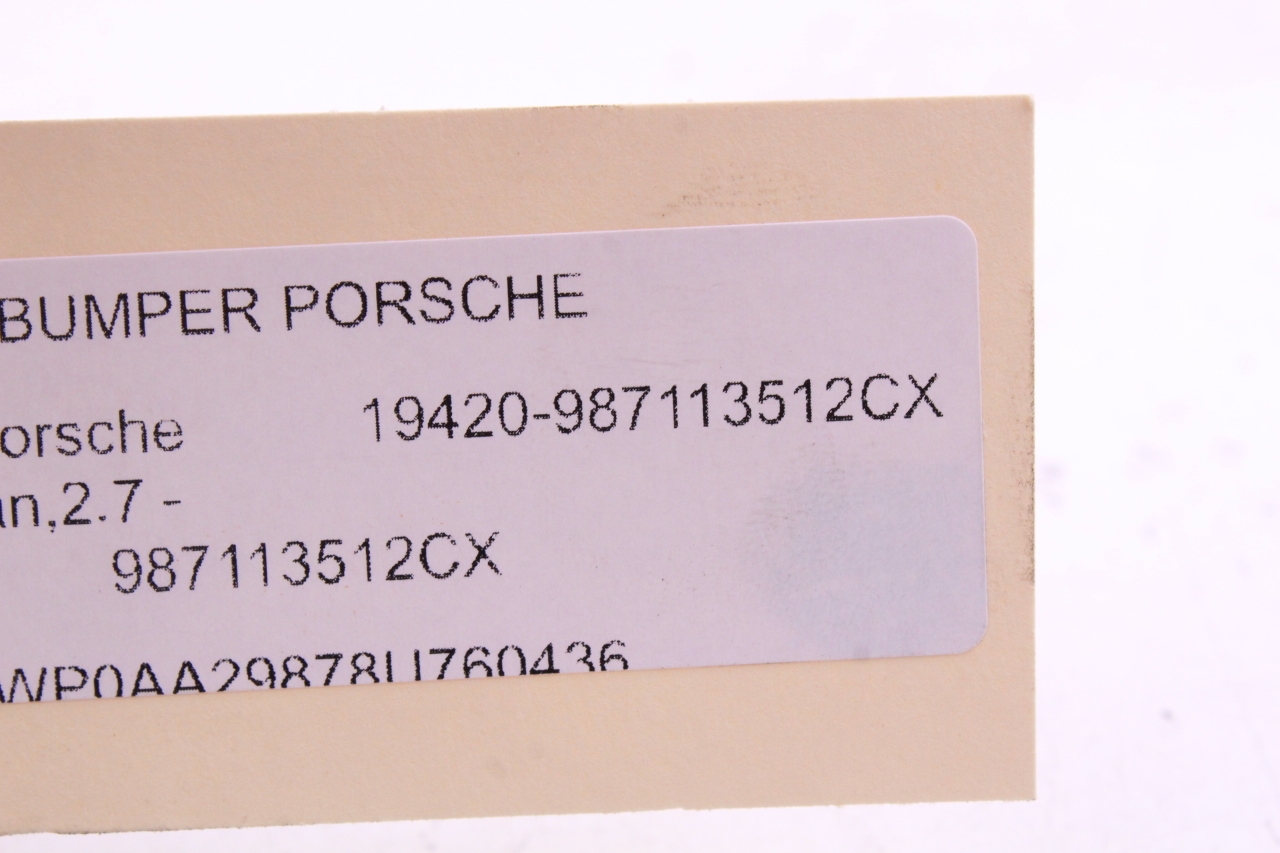 BUMPER PORSCHE
orsche 19420-987113512CX
an,2.7 -
987113512CX
WP0AA29878U760436